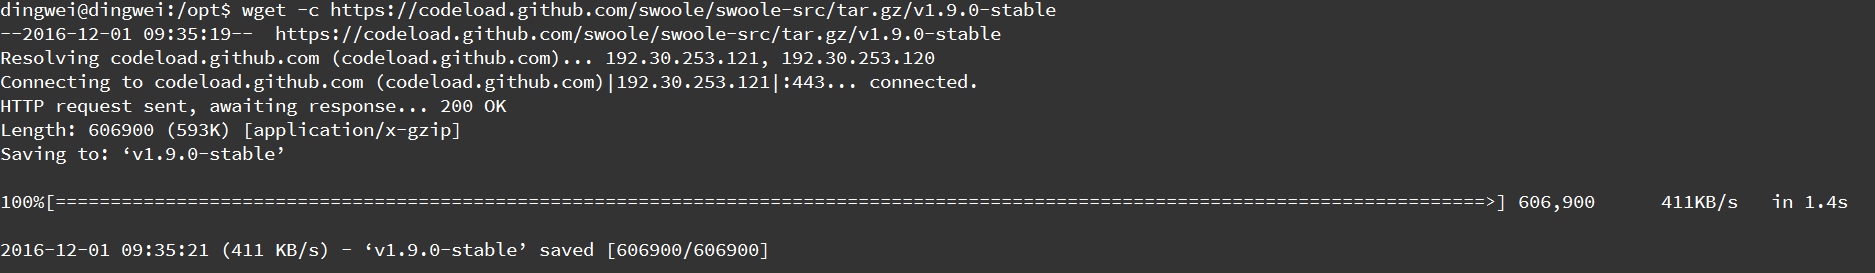 dingwei@dingwei:/opt$ wget -c https://codeload.github.com/swoole/swoole-src/tar.gz/v1.9.0-stable
--2016-12-01 09:35:19--  https://codeload.github.com/swoole/swoole-src/tar.gz/v1.9.0-stable
Resolving codeload.github.com (codeload.github.com)... 192.30.253.121, 192.30.253.120
Connecting to codeload.github.com (codeload.github.com)|192.30.253.121|:443... connected.
HTTP request sent, awaiting response... 200 OK
Length: 606900 (593K) [application/x-gzip]
Saving to: ‘v1.9.0-stable’
100%[==================================================================================================================================>] 606,900      411KB/s   in 1.4s
2016-12-01 09:35:21 (411 KB/s) - ‘v1.9.0-stable’ saved [606900/606900]